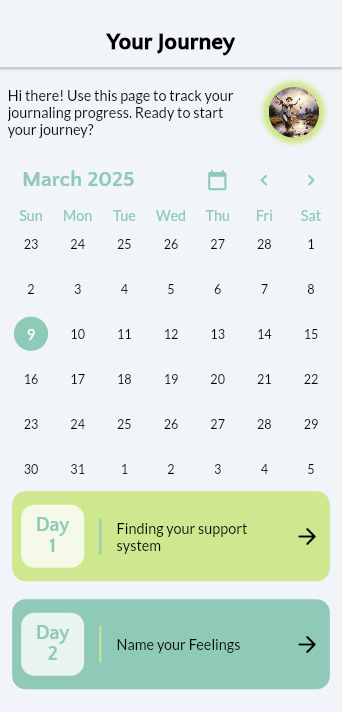 Your Journey
Hi there! Use this page to track your
journaling progress. Ready to start
your journey?
March 2025
Sun Mon Tue Wed Thu Fri Sat
23 24 25 26 27 28 1
2 3 4 5 6 7 8
9 10 11 12 13 14 15
16 17 18 19 20 21 22
23 24 25 26 27 28 29
30 31 1 2 3 4 5
Day
1
Finding your support
system
Day
2
Name your Feelings